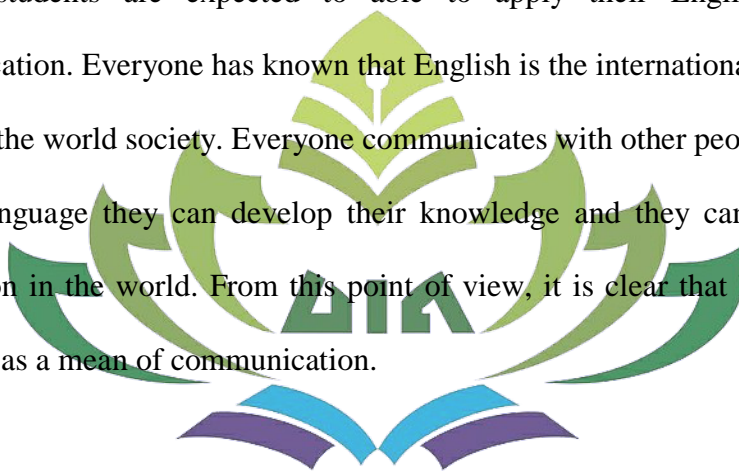 students are expected to able to apply their Engli
cation. Everyone has known that English is the internationa
the world society. Everyone communicates with other peo
nguage they can develop their knowledge and they can
on in the world. From this point of view, it is clear that
as a mean of communication.